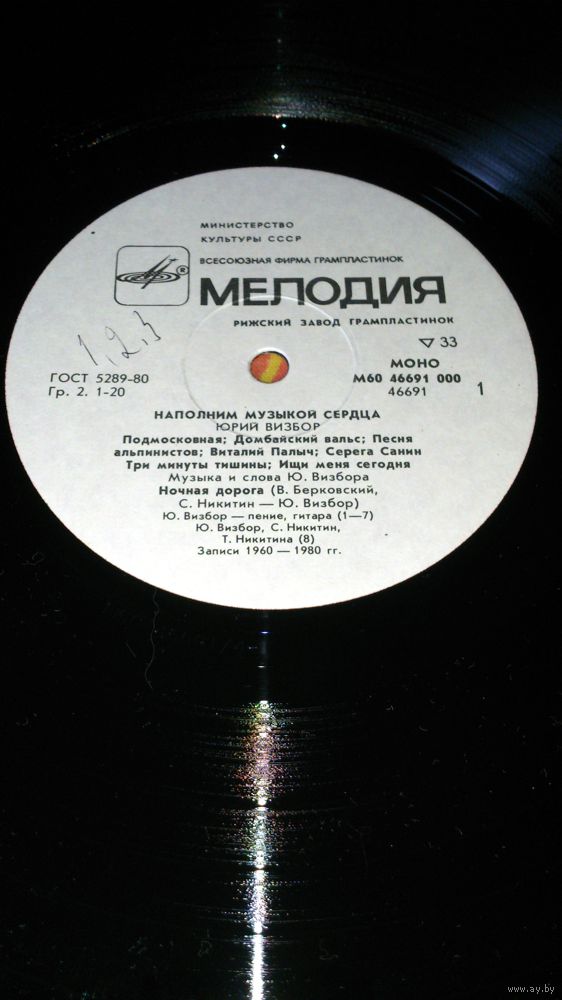 МИНИСТЕРСТВО
КУЛЬТУРЫ СССР
ВСЕСОЮЗНАЯ ФИРМА ГРАМПЛАСТИНОК
®
МЕЛОДИЯ
РИЖСКИЙ ЗАВОД ГРАМПЛАСТИНОК
1, 2, 3
▽ 33
ГОСТ 5289-80
Гр. 2. 1-20
МОНО
М60 46691 000
46691
1
НАПОЛНИМ МУЗЫКОЙ СЕРДЦА
ЮРИЙ ВИЗБОР
Подмосковная; Домбайский вальс; Песня
альпинистов; Виталий Палыч; Серега Санин
Три минуты тишины; Ищи меня сегодня
Музыка и слова Ю. Визбора
Ночная дорога (В. Берковский,
С. Никитин — Ю. Визбор)
Ю. Визбор — пение, гитара (1—7)
Ю. Визбор, С. Никитин,
Т. Никитина (8)
Записи 1960 — 1980 гг.
www.ay.by